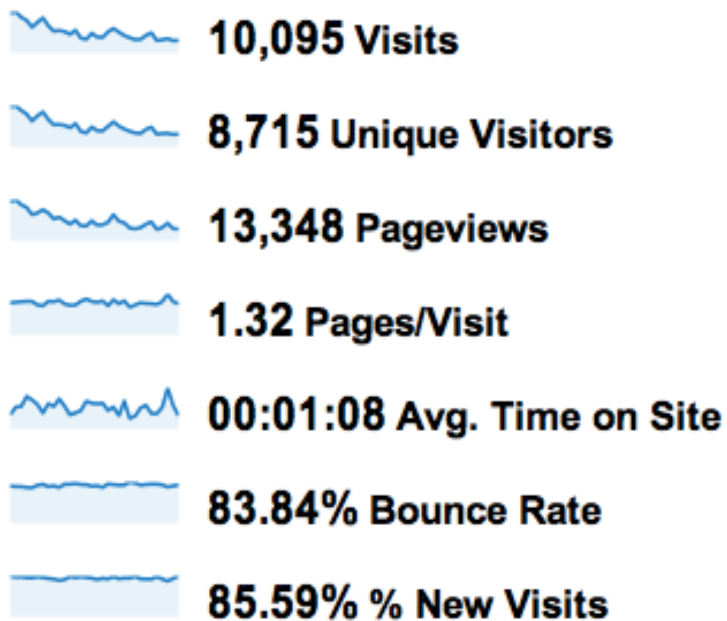 10,095 Visits
8,715 Unique Visitors
13,348 Pageviews
1.32 Pages/Visit
00:01:08 Avg. Time on Site
83.84% Bounce Rate
85.59% % New Visits